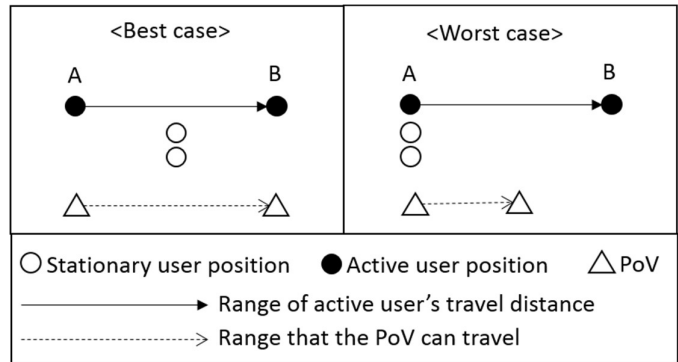 <Best case>
A B
<Worst case>
A B
Stationary user position Active user position PoV
Range of active user's travel distance
Range that the PoV can travel